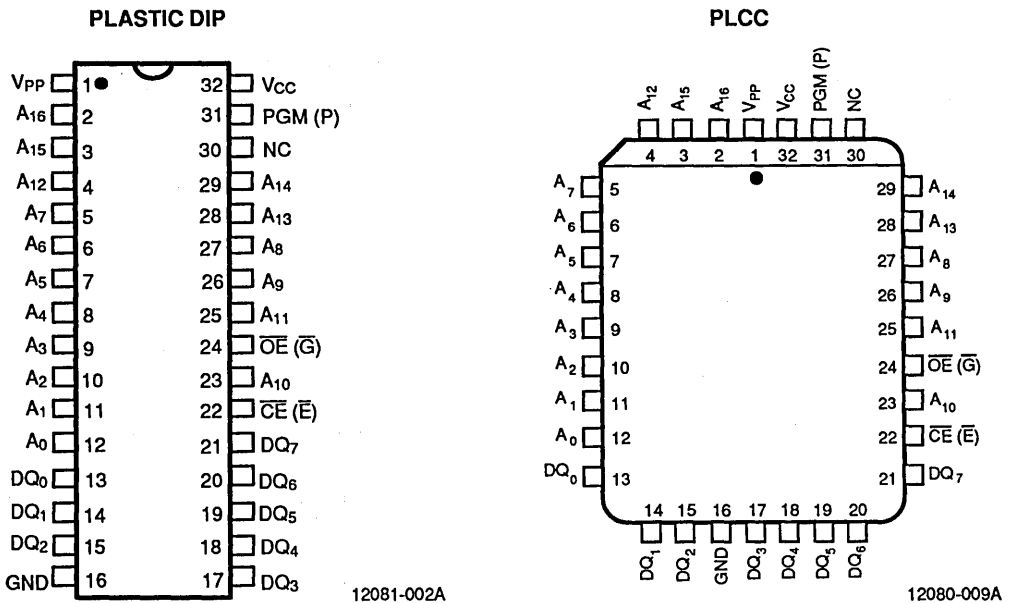 PLASTIC DIP
VPP 1 32 VCC
A16 2 31 PGM (P)
A15 3 30 NC
A12 4 29 A14
A7 5 28 A13
A6 6 27 A8
A5 7 26 A9
A4 8 25 A11
A3 9 24 O̅E̅ (G̅)
A2 10 23 A10
A1 11 22 C̅E̅ (E̅)
A0 12 21 DQ7
DQ0 13 20 DQ6
DQ1 14 19 DQ5
DQ2 15 18 DQ4
GND 16 17 DQ3
12081-002A
PLCC
A12 A15 A16 VPP VCC PGM (P) NC
4 3 2 1 32 31 30
A7 5 29 A14
A6 6 28 A13
A5 7 27 A8
A4 8 26 A9
A3 9 25 A11
A2 10 24 O̅E̅ (G̅)
A1 11 23 A10
A0 12 22 C̅E̅ (E̅)
DQ0 13 21 DQ7
14 15 16 17 18 19 20
DQ1 DQ2 GND DQ3 DQ4 DQ5 DQ6
12080-009A